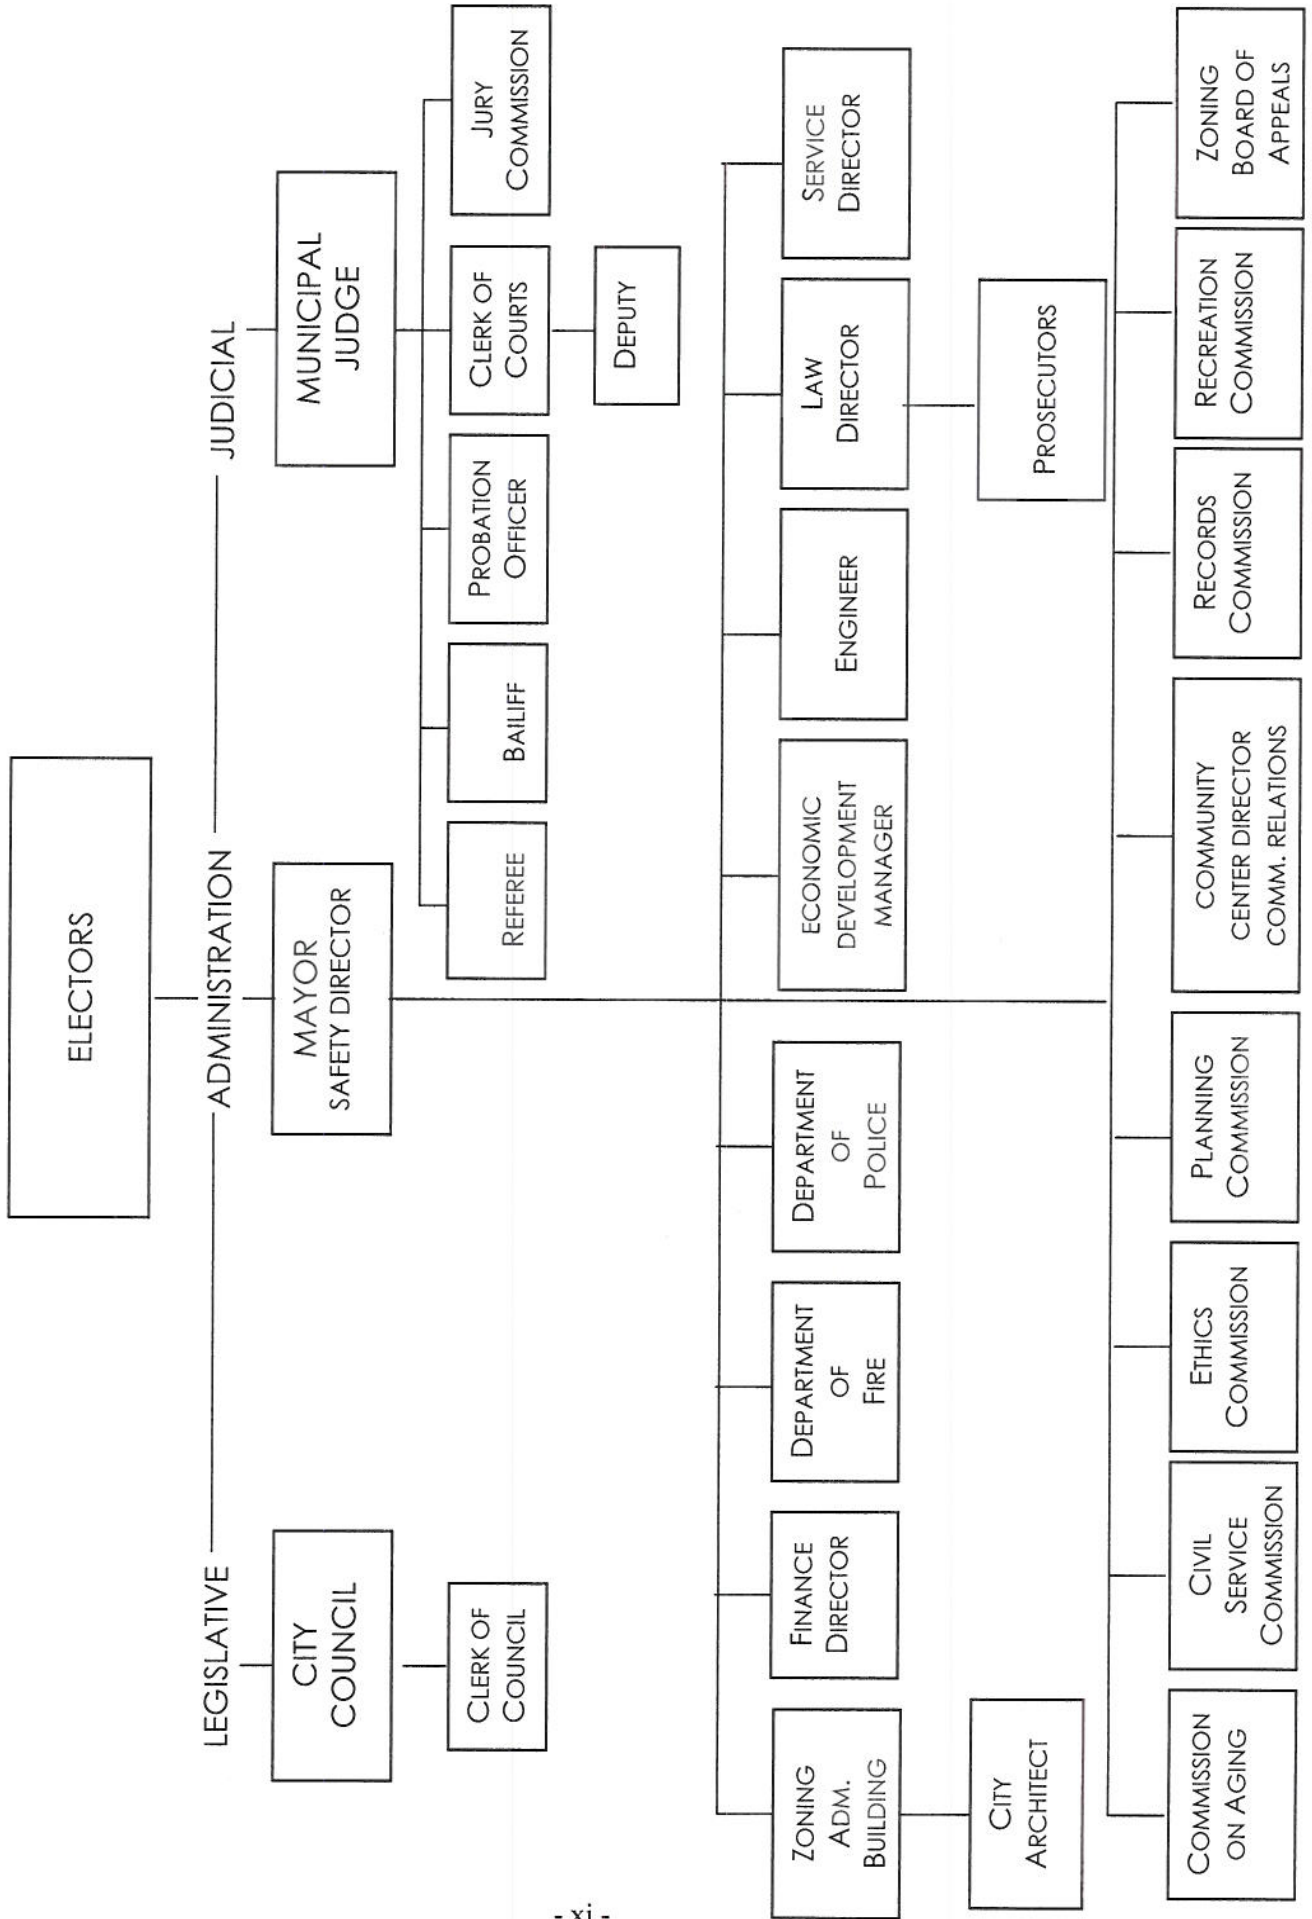 ELECTORS
LEGISLATIVE
ADMINISTRATION
JUDICIAL
CITY
COUNCIL
MAYOR
SAFETY DIRECTOR
MUNICIPAL
JUDGE
CLERK OF
COUNCIL
REFEREE
BAILIFF
PROBATION
OFFICER
CLERK OF
COURTS
JURY
COMMISSION
DEPUTY
ZONING
ADM.
BUILDING
FINANCE
DIRECTOR
DEPARTMENT
OF
FIRE
DEPARTMENT
OF
POLICE
ECONOMIC
DEVELOPMENT
MANAGER
ENGINEER
LAW
DIRECTOR
SERVICE
DIRECTOR
CITY
ARCHITECT
PROSECUTORS
COMMISSION
ON AGING
CIVIL
SERVICE
COMMISSION
ETHICS
COMMISSION
PLANNING
COMMISSION
COMMUNITY
CENTER DIRECTOR
COMM. RELATIONS
RECORDS
COMMISSION
RECREATION
COMMISSION
ZONING
BOARD OF
APPEALS
- xi -